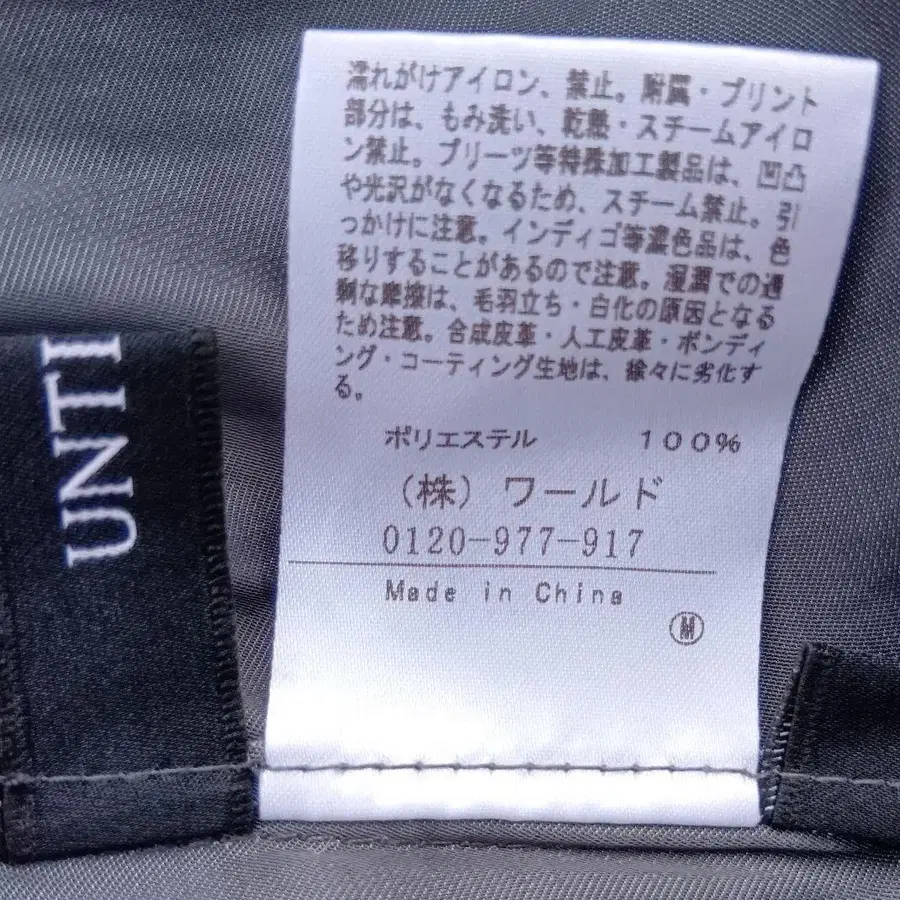 濡れがけアイロン、禁止。附属・プリント
部分は、もみ洗い、乾燥・スチームアイロ
ン禁止。プリーツ等特殊加工製品は、凹凸
や光沢がなくなるため、スチーム禁止。引
っかけに注意。インディゴ等濃色品は、色
移りすることがあるので注意。湿潤での過
剰な摩擦は、毛羽立ち・白化の原因となる
ため注意。合成皮革・人工皮革・ボンディ
ング・コーティング生地は、徐々に劣化す
る。
ポリエステル 100%
(株) ワールド
0120-977-917
Made in China
M
UNTI